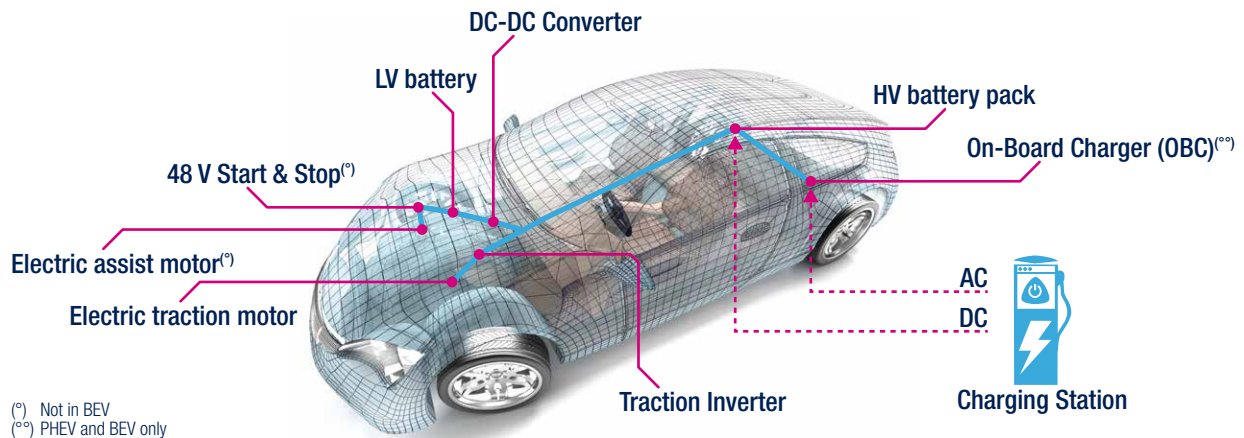 DC-DC Converter
LV battery
HV battery pack
On-Board Charger (OBC)(°°)
48 V Start & Stop(°)
Electric assist motor(°)
Electric traction motor
AC
DC
Traction Inverter
Charging Station
(°) Not in BEV
(°°) PHEV and BEV only